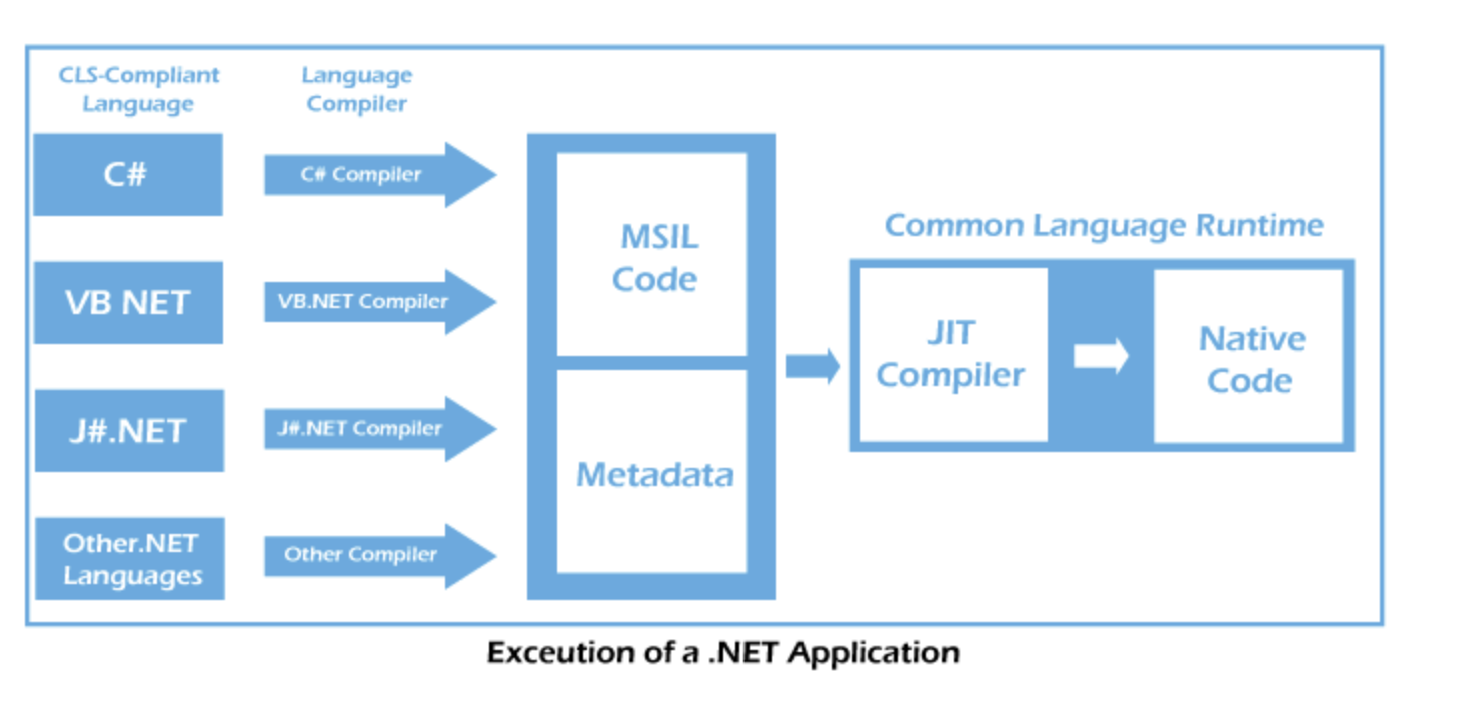 CLS-Compliant
Language
Language
Compiler
C#
C# Compiler
VB NET
VB.NET Compiler
J#.NET
J#.NET Compiler
Other.NET
Languages
Other Compiler
MSIL
Code
Metadata
Common Language Runtime
JIT
Compiler
Native
Code
Exceution of a .NET Application